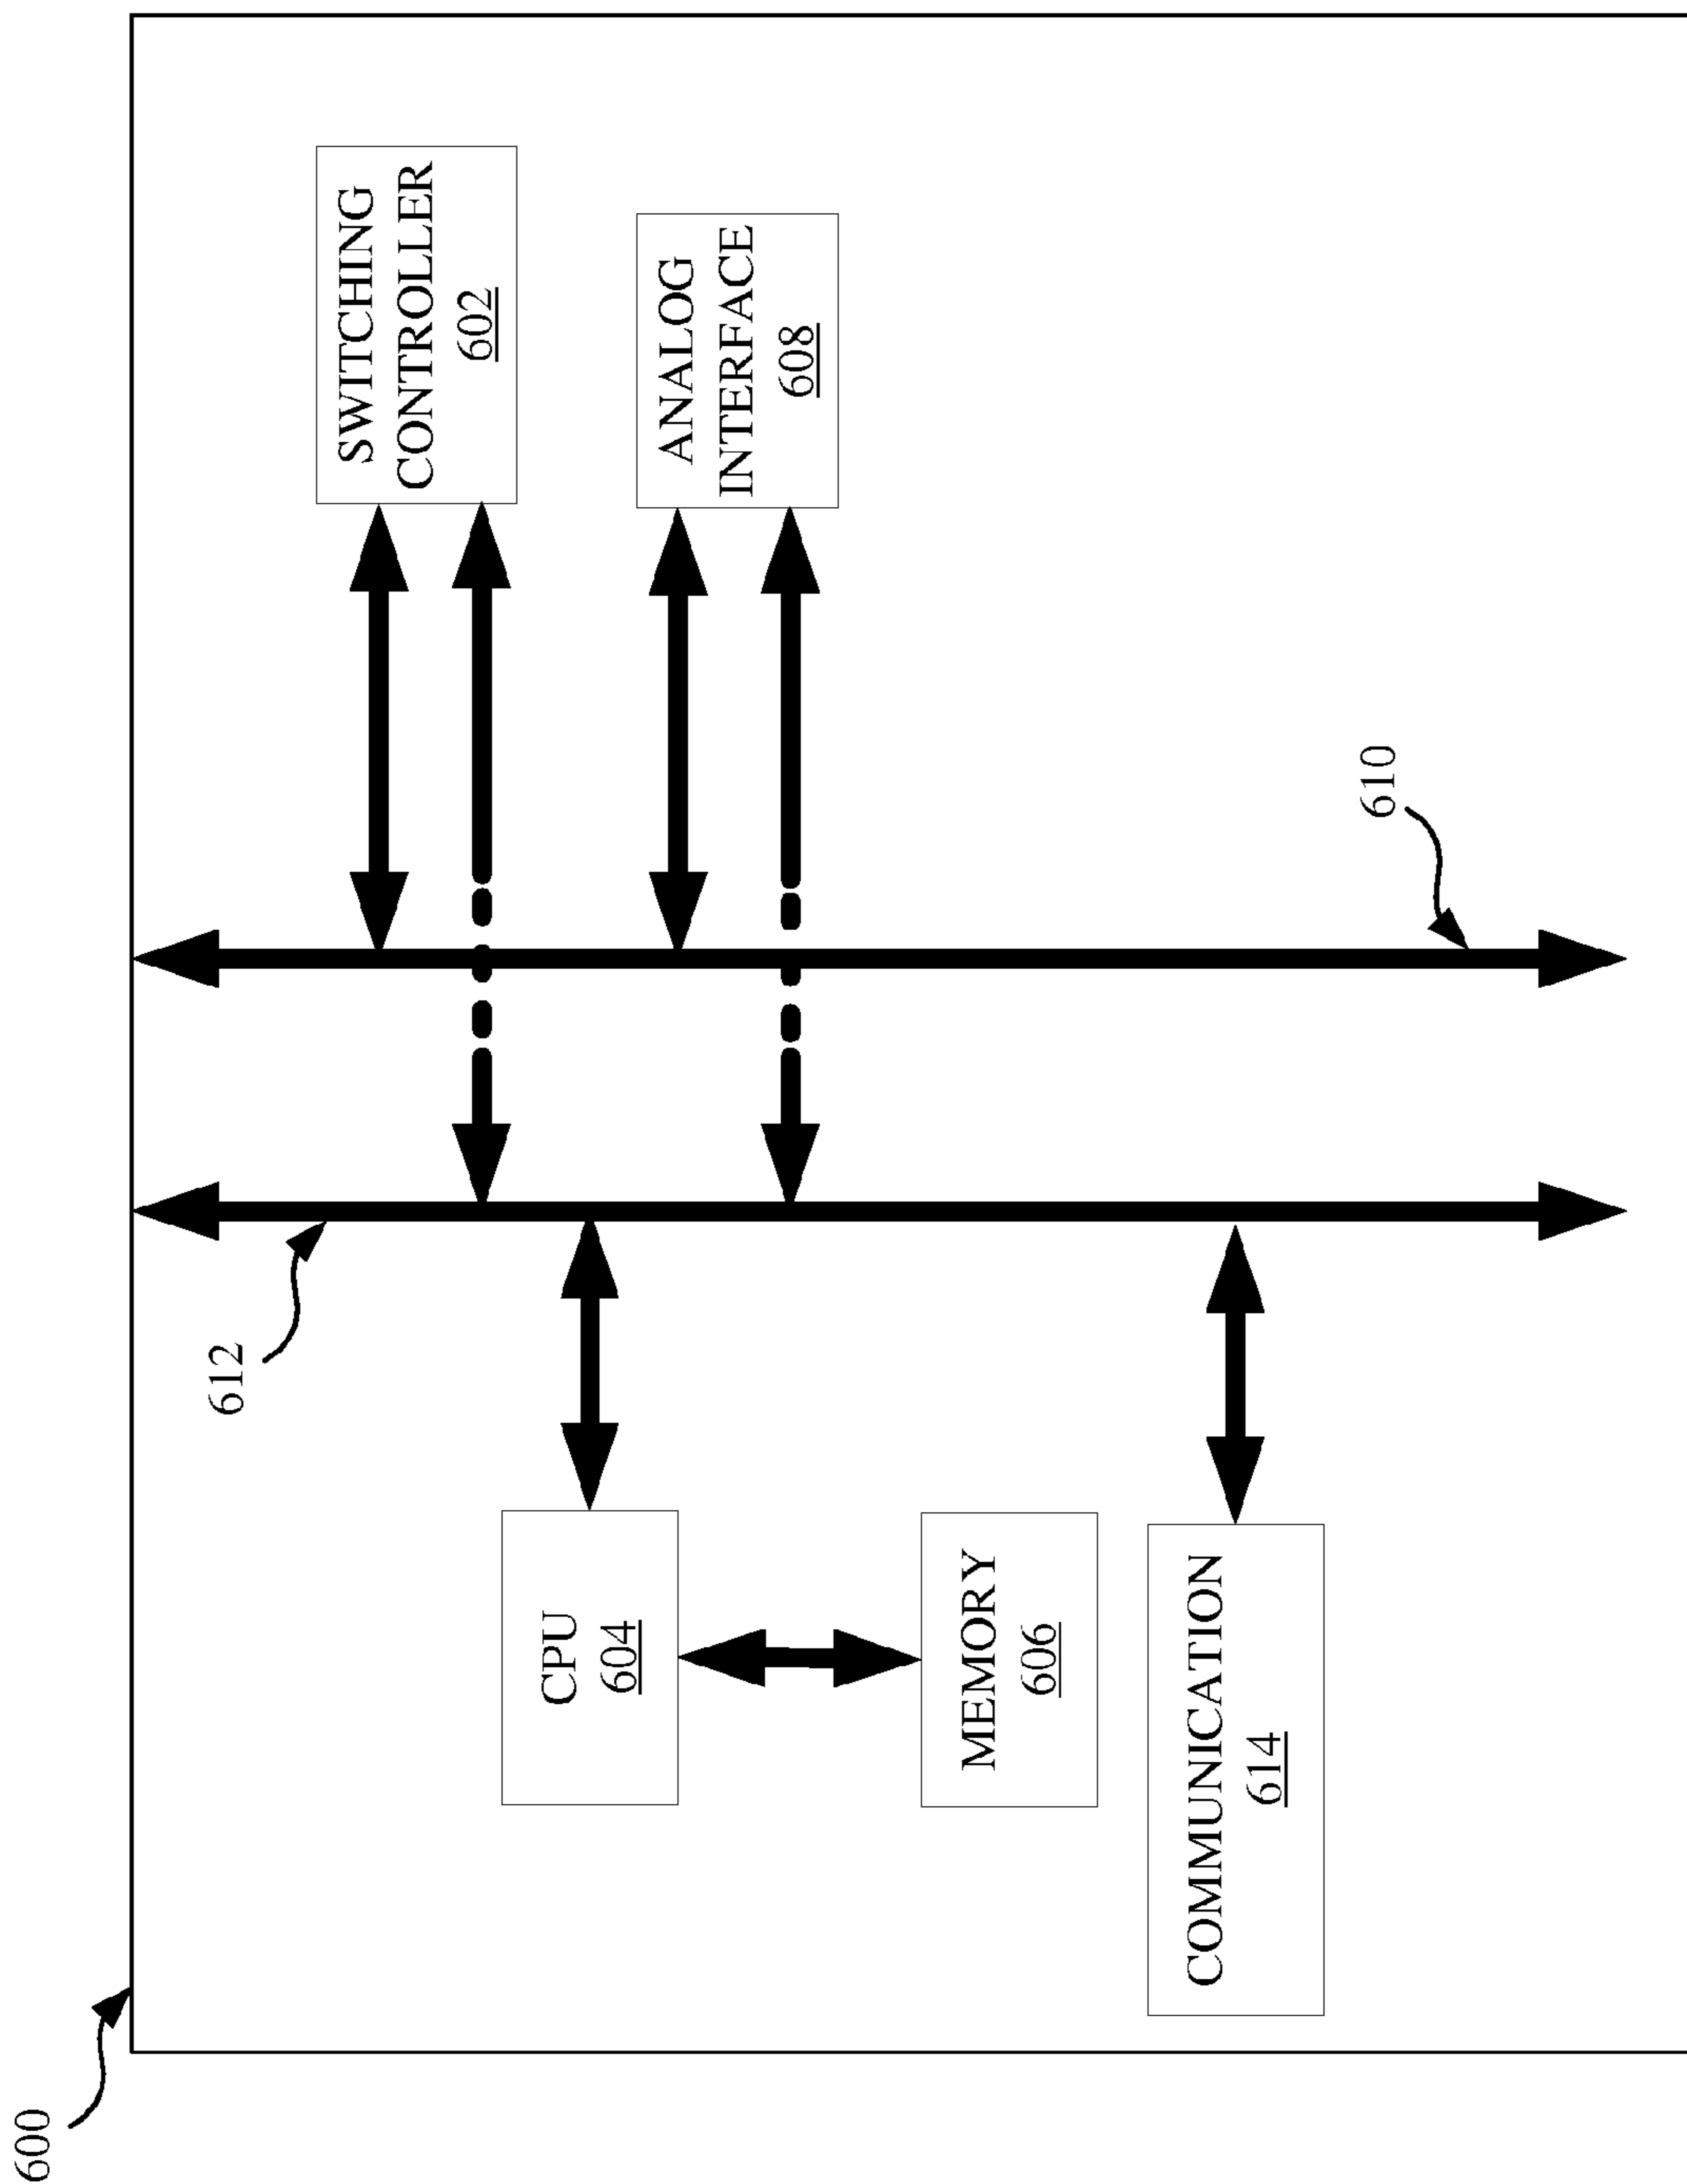 600
612
CPU
604
MEMORY
606
COMMUNICATION
614
SWITCHING
CONTROLLER
602
ANALOG
INTERFACE
608
610